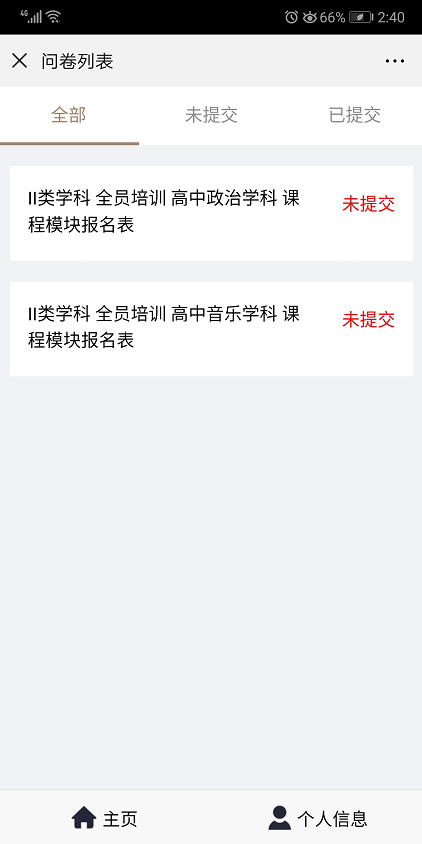 4G 66% 2:40
问卷列表
全部 未提交 已提交
II类学科 全员培训 高中政治学科 课
程模块报名表
未提交
II类学科 全员培训 高中音乐学科 课
程模块报名表
未提交
主页 个人信息